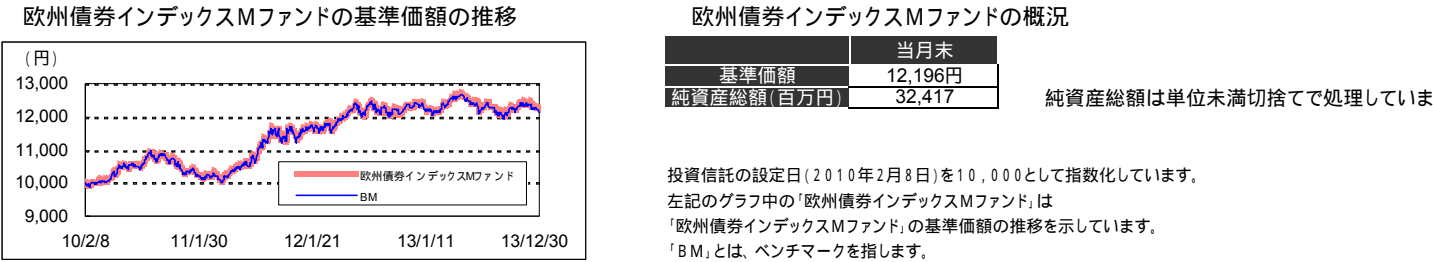 欧州債券インデックスMファンドの基準価額の推移
(円)
13,000
12,000
11,000
10,000
9,000
欧州債券インデックスMファンド
BM
10/2/8 11/1/30 12/1/21 13/1/11 13/12/30
欧州債券インデックスMファンドの概況
当月末
基準価額 12,196円
純資産総額(百万円) 32,417
純資産総額は単位未満切捨てで処理していま
投資信託の設定日(2010年2月8日)を10,000として指数化しています。
左記のグラフ中の「欧州債券インデックスMファンド」は
「欧州債券インデックスMファンド」の基準価額の推移を示しています。
「BM」とは、ベンチマークを指します。